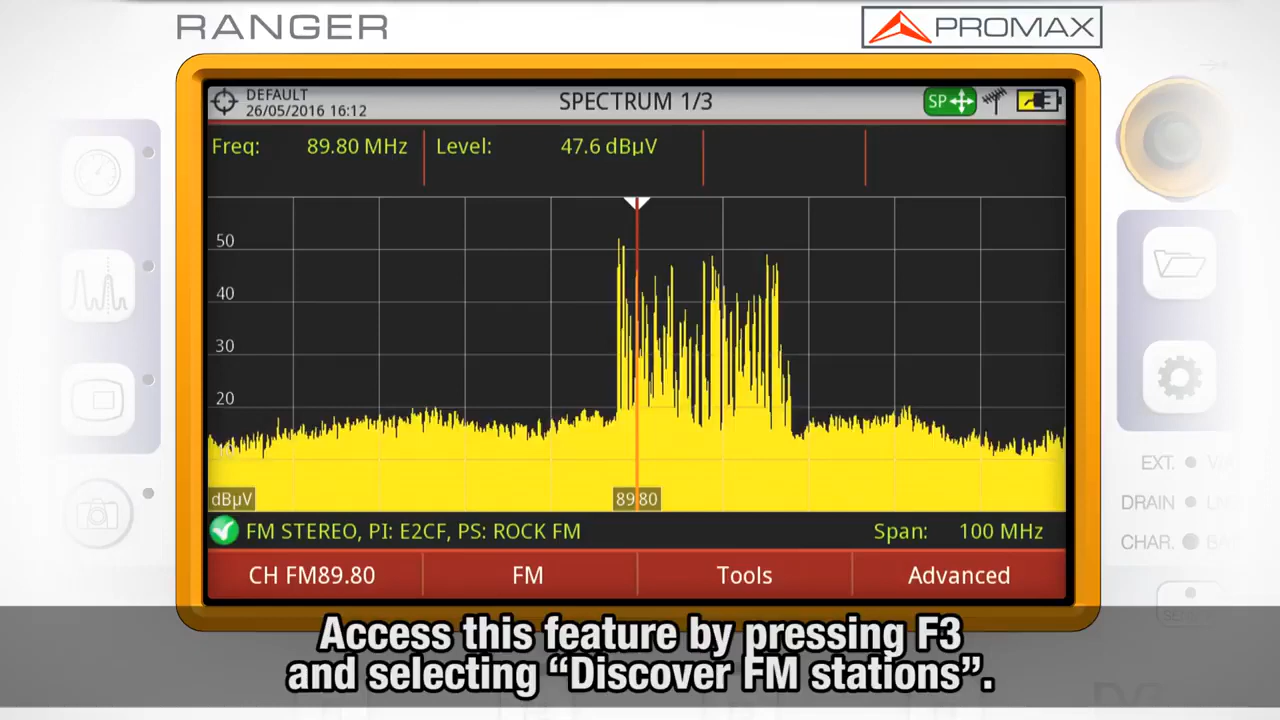 RANGER
PROMAX
DEFAULT
26/05/2016 16:12
SPECTRUM 1/3
SP
Freq: 89.80 MHz Level: 47.6 dBµV
50
40
30
20
dBµV
89.80
FM STEREO, PI: E2CF, PS: ROCK FM
Span: 100 MHz
CH FM89.80 FM Tools Advanced
EXT.
DRAIN
CHAR.
Access this feature by pressing F3
and selecting “Discover FM stations”.